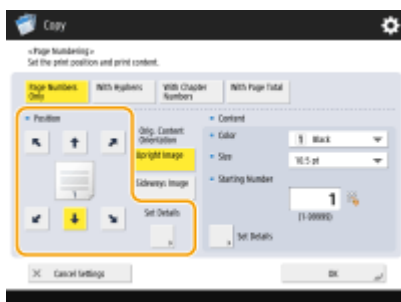 Copy
<Page Numbering>
Set the print position and print content.
Page Numbers Only
With Hyphens
With Chapter Numbers
With Page Total
Position
Orig. Content Orientation
Upright Image
Sideways Image
Set Details
Content
Color
1 Black
Size
10.5 pt
Starting Number
1
(1-99999)
Set Details
Cancel Settings
OK